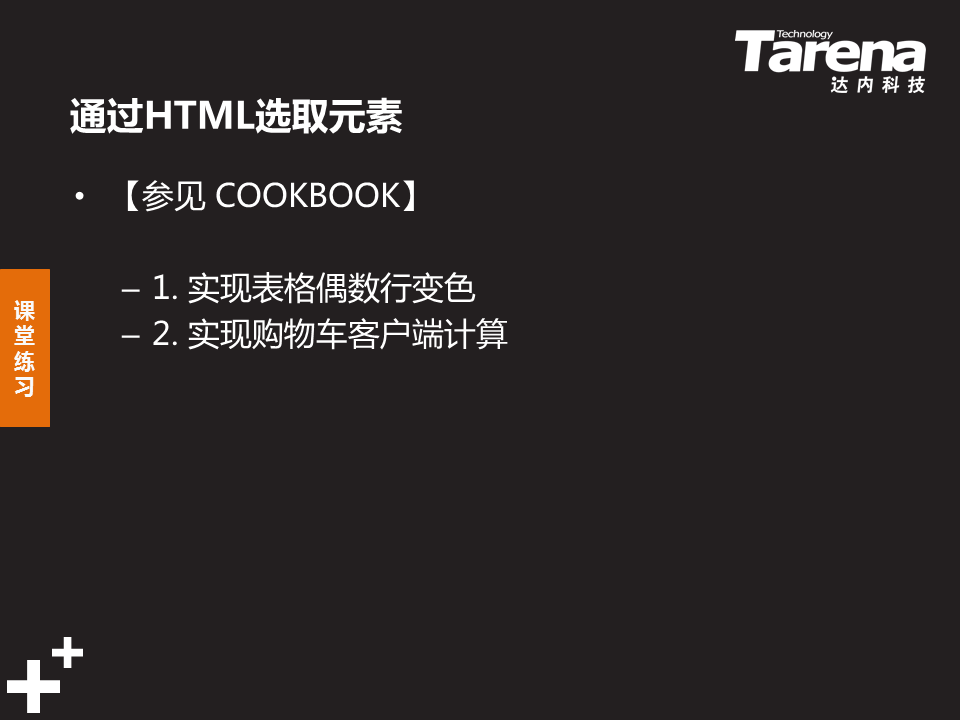 Technology
Tarena
达内科技
通过HTML选取元素
• 【参见 COOKBOOK】
– 1. 实现表格偶数行变色
– 2. 实现购物车客户端计算
课
堂
练
习